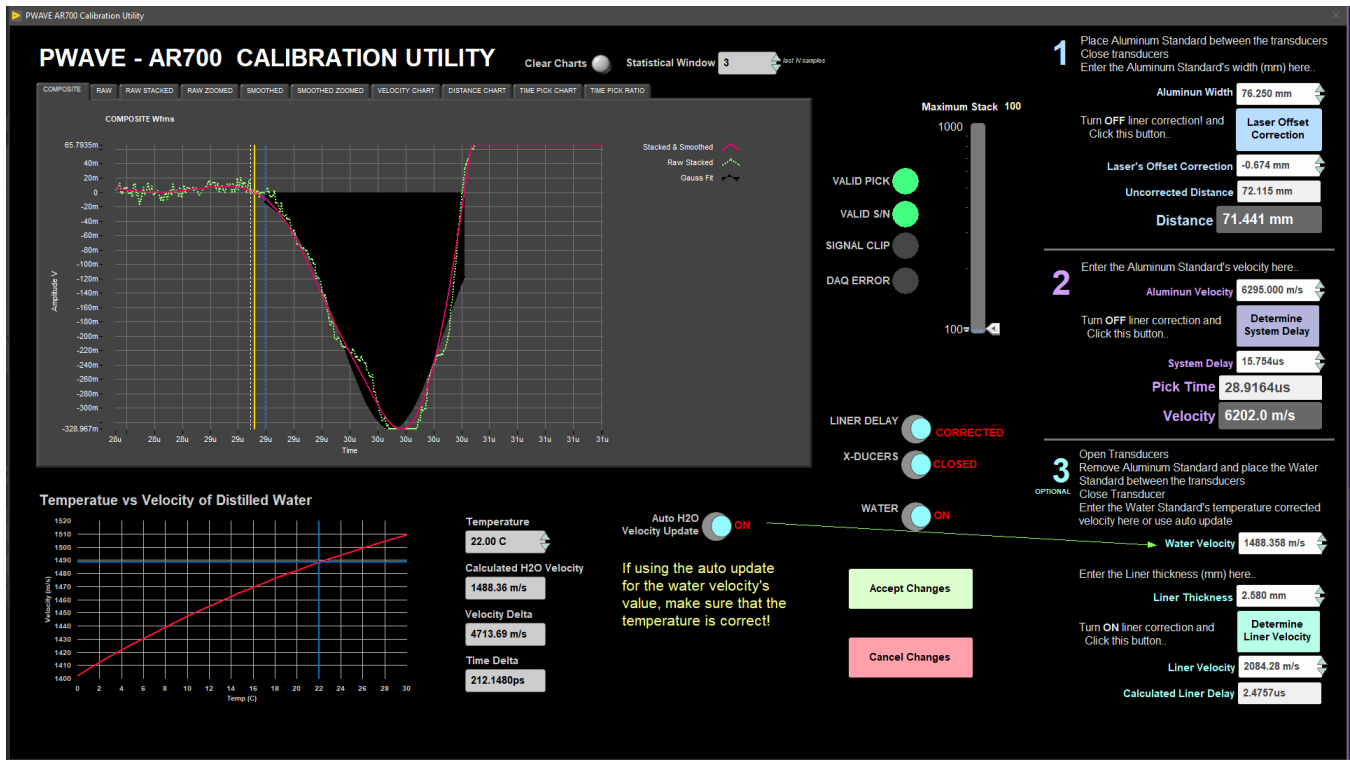 PWAVE AR700 Calibration Utility
PWAVE - AR700 CALIBRATION UTILITY
Clear Charts
Statistical Window
3
last N samples
COMPOSITE
RAW
RAW STACKED
RAW ZOOMED
SMOOTHED
SMOOTHED ZOOMED
VELOCITY CHART
DISTANCE CHART
TIME PICK CHART
TIME PICK RATIO
COMPOSITE Wfms
Stacked & Smoothed
Raw Stacked
Gauss Fit
Amplitude V
65.7935m
40m
20m
0
-20m
-40m
-60m
-80m
-100m
-120m
-140m
-160m
-180m
-200m
-220m
-240m
-260m
-280m
-300m
-328.967m
28u 28u 28u 29u 29u 29u 29u 29u 30u 30u 30u 30u 30u 31u 31u 31u 31u 31u
Time
Maximum Stack 100
1000
100
VALID PICK
VALID S/N
SIGNAL CLIP
DAQ ERROR
LINER DELAY
CORRECTED
X-DUCERS
CLOSED
WATER
ON
1
Place Aluminum Standard between the transducers
Close transducers
Enter the Aluminum Standard's width (mm) here..
Aluminun Width
76.250 mm
Turn OFF liner correction! and
Click this button..
Laser Offset
Correction
Laser's Offset Correction
-0.674 mm
Uncorrected Distance
72.115 mm
Distance
71.441 mm
2
Enter the Aluminum Standard's velocity here..
Aluminun Velocity
6295.000 m/s
Turn OFF liner correction and
Click this button..
Determine
System Delay
System Delay
15.754us
Pick Time
28.9164us
Velocity
6202.0 m/s
3
OPTIONAL
Open Transducers
Remove Aluminum Standard and place the Water
Standard between the transducers
Close Transducer
Enter the Water Standard's temperature corrected
velocity here or use auto update
Water Velocity
1488.358 m/s
Enter the Liner thickness (mm) here..
Liner Thickness
2.580 mm
Turn ON liner correction and
Click this button..
Determine
Liner Velocity
Liner Velocity
2084.28 m/s
Calculated Liner Delay
2.4757us
Temperatue vs Velocity of Distilled Water
Velocity (m/s)
1520
1510
1500
1490
1480
1470
1460
1450
1440
1430
1420
1410
1400
0 2 4 6 8 10 12 14 16 18 20 22 24 26 28 30
Temp (C)
Temperature
22.00 C
Calculated H2O Velocity
1488.36 m/s
Velocity Delta
4713.69 m/s
Time Delta
212.1480ps
Auto H2O
Velocity Update
ON
If using the auto update
for the water velocity's
value, make sure that the
temperature is correct!
Accept Changes
Cancel Changes